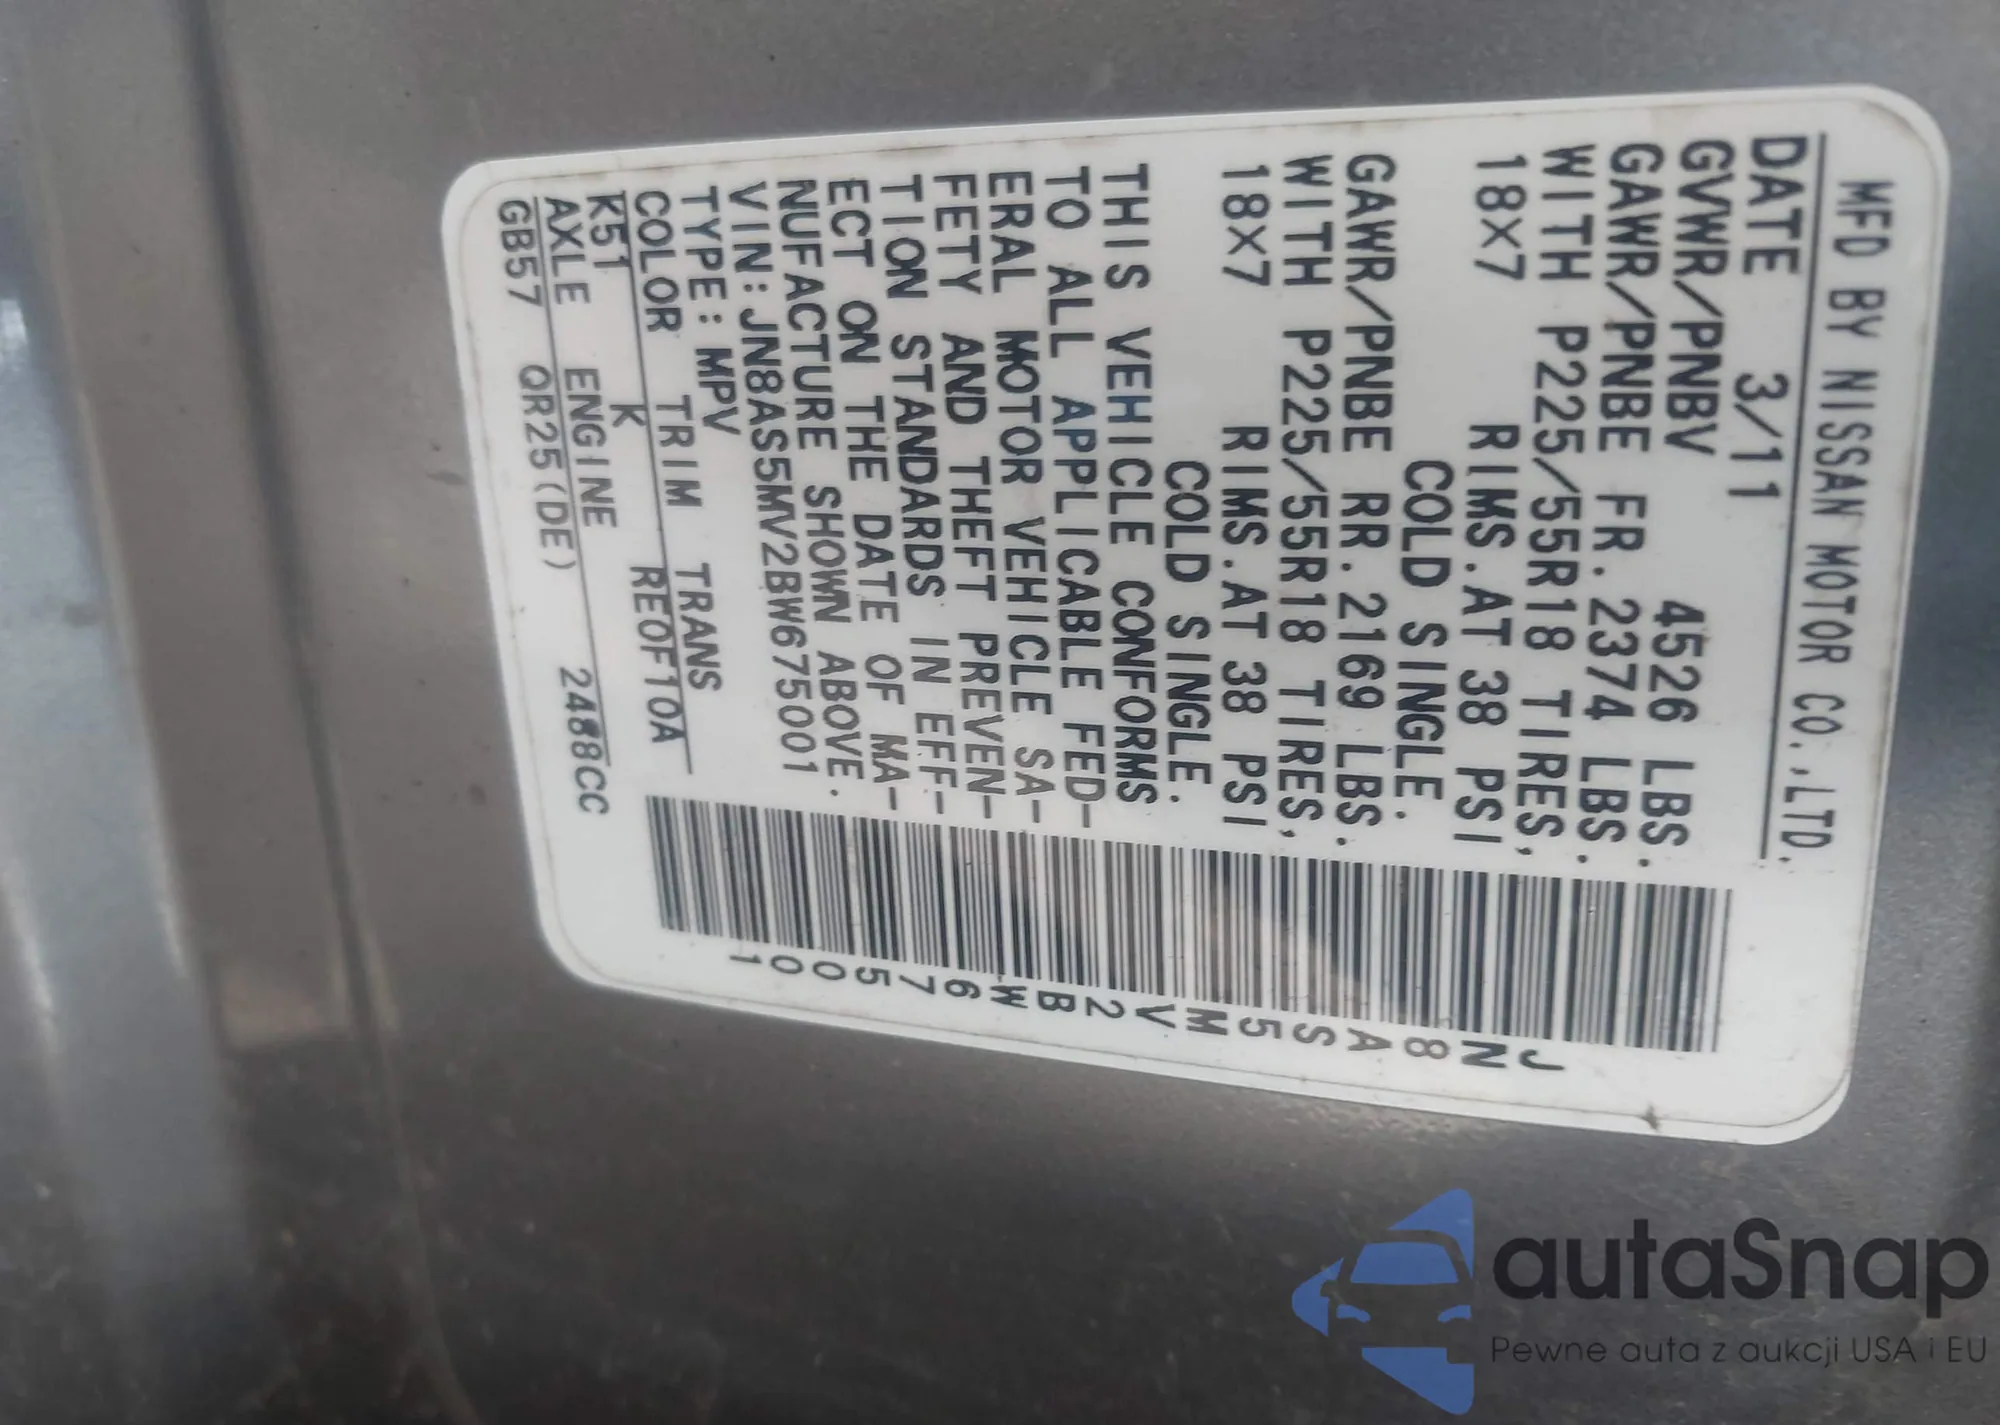 MFD BY NISSAN MOTOR CO.,LTD.
DATE 3/11
GVWR/PNBV 4526 LBS.
GAWR/PNBE FR.2374 LBS.
WITH P225/55R18 TIRES,
18X7 RIMS.AT 38 PSI
COLD SINGLE.
GAWR/PNBE RR.2169 LBS.
WITH P225/55R18 TIRES,
18X7 RIMS.AT 38 PSI
COLD SINGLE.
THIS VEHICLE CONFORMS
TO ALL APPLICABLE FED-
ERAL MOTOR VEHICLE SA-
FETY AND THEFT PREVEN-
TION STANDARDS IN EFF-
ECT ON THE DATE OF MA-
NUFACTURE SHOWN ABOVE.
VIN:JN8AS5MV2BW675001
TYPE:MPV
COLOR TRIM TRANS
K51 K RE0F10A
AXLE ENGINE
GB57 QR25(DE) 2488CC
JN8AS5MV2BW675001
autaSnap
Pewne auta z aukcji USA i EU